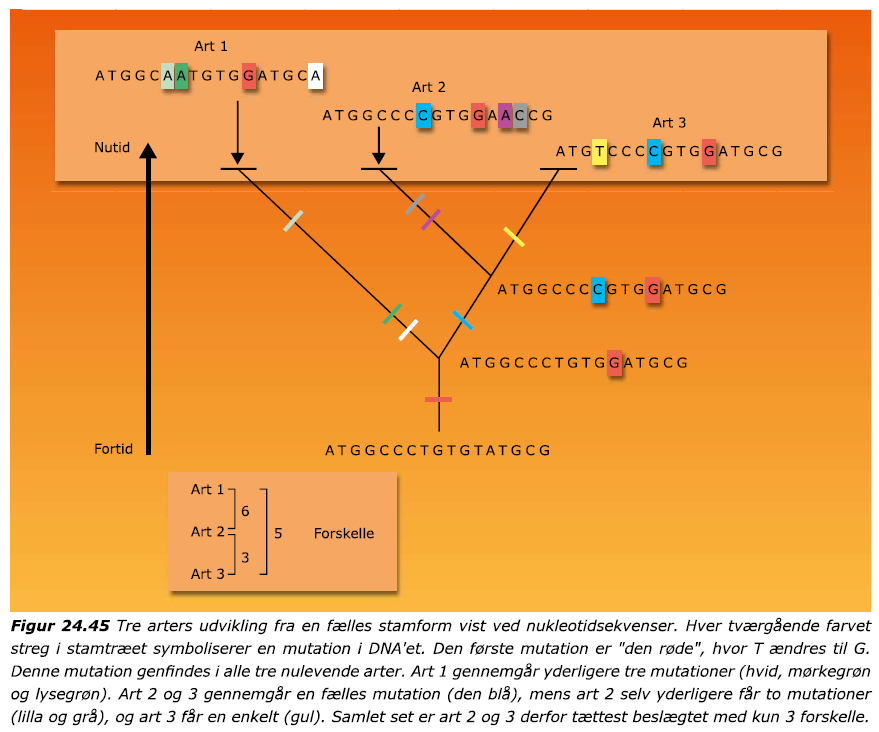 Art 1
ATGGCAATGTGGATGCA
Art 2
ATGGCCCCGTGGAACCG
Art 3
ATGTCCCCGTGGATGCG
Nutid
ATGGCCCCGTGGATGCG
ATGGCCCTGTGGATGCG
Fortid
ATGGCCCTGTGTATGCG
Art 1
6
Art 2
5 Forskelle
3
Art 3
Figur 24.45 Tre arters udvikling fra en fælles stamform vist ved nukleotidsekvenser. Hver tværgående farvet
streg i stamtræet symboliserer en mutation i DNA'et. Den første mutation er "den røde", hvor T ændres til G.
Denne mutation genfindes i alle tre nulevende arter. Art 1 gennemgår yderligere tre mutationer (hvid, mørkegrøn
og lysegrøn). Art 2 og 3 gennemgår en fælles mutation (den blå), mens art 2 selv yderligere får to mutationer
(lilla og grå), og art 3 får en enkelt (gul). Samlet set er art 2 og 3 derfor tættest beslægtet med kun 3 forskelle.